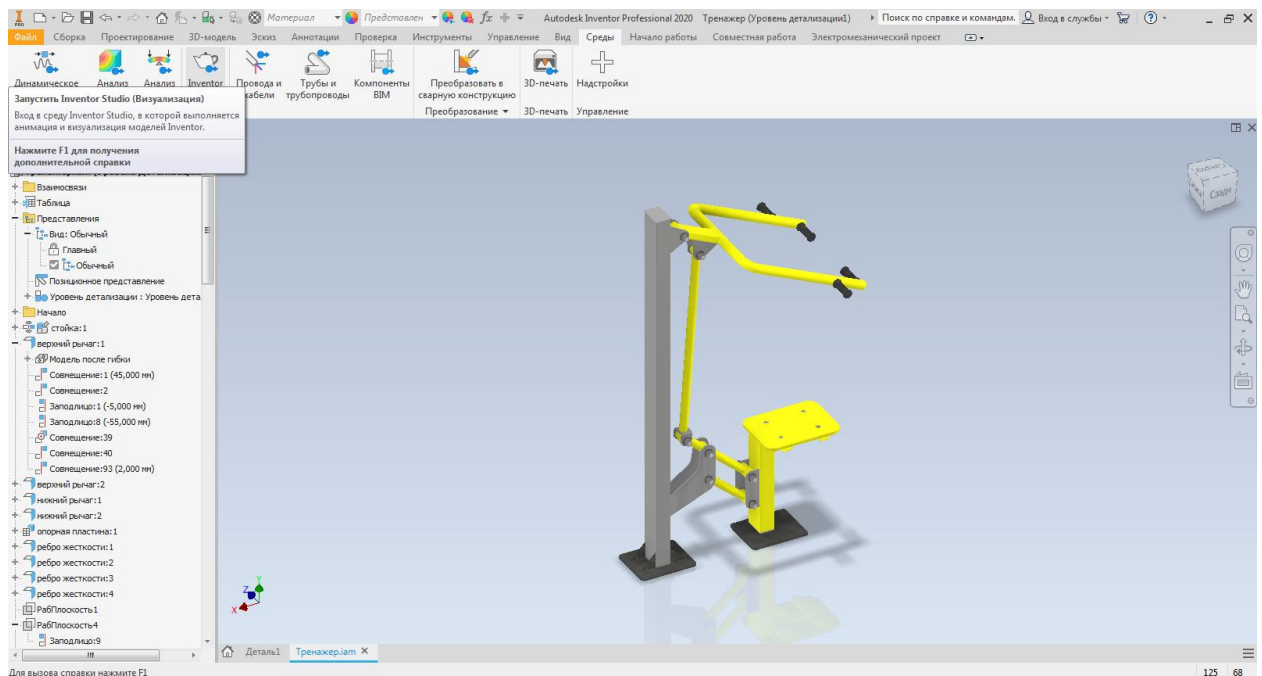 Материал
Представлен
Autodesk Inventor Professional 2020 Тренажер (Уровень детализации1)
Поиск по справке и командам.
Вход в службы
Файл Сборка Проектирование 3D-модель Эскиз Аннотации Проверка Инструменты Управление Вид Среды Начало работы Совместная работа Электромеханический проект
PRO
Динамическое Анализ Анализ Inventor Провода и Трубы и Компоненты Преобразовать в 3D-печать Надстройки
кабели трубопроводы BIM сварную конструкцию
Преобразование 3D-печать Управление
Запустить Inventor Studio (Визуализация)
Вход в среду Inventor Studio, в которой выполняется
анимация и визуализация моделей Inventor.
Нажмите F1 для получения
дополнительной справки
Взаимосвязи
Таблица
Представления
Вид: Обычный
Главный
Обычный
Позиционное представление
Уровень детализации : Уровень дета
Начало
стойка:1
верхний рычаг:1
Модель после гибки
Совмещение:1 (45,000 мм)
Совмещение:2
Заподлицо:1 (-5,000 мм)
Заподлицо:8 (-55,000 мм)
Совмещение:39
Совмещение:40
Совмещение:93 (2,000 мм)
верхний рычаг:2
нижний рычаг:1
нижний рычаг:2
опорная пластина:1
ребро жесткости:1
ребро жесткости:2
ребро жесткости:3
ребро жесткости:4
РабПлоскость1
РабПлоскость4
Заподлицо:9
Сзади
Y
Z
X
Деталь1 Тренажер.iam
Для вызова справки нажмите F1
125 68